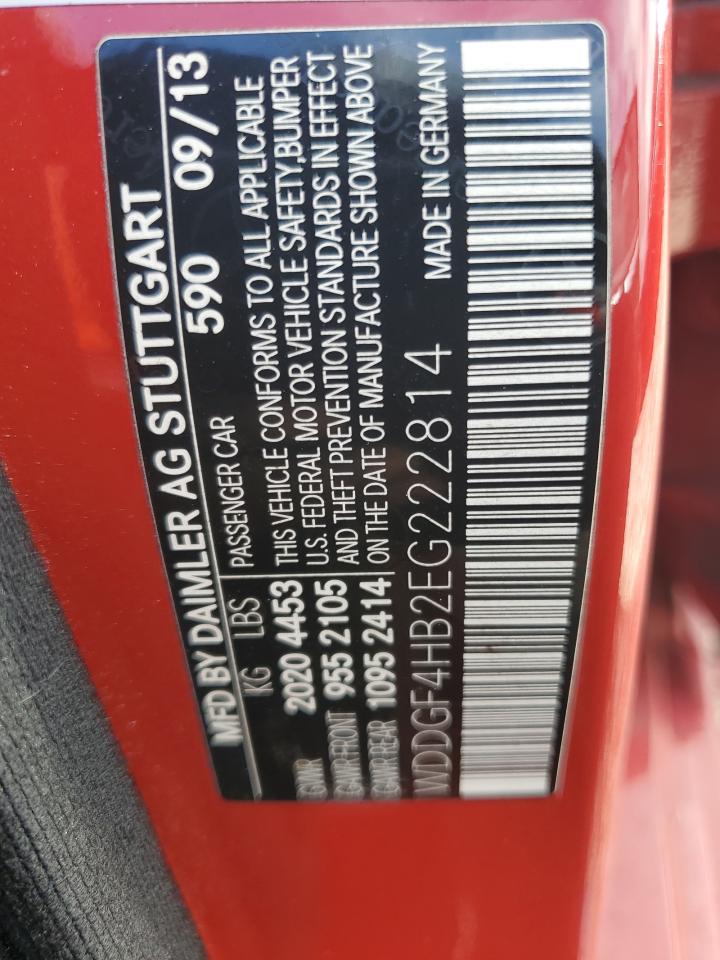 MFD BY DAIMLER AG STUTTGART
590 09/13
KG LBS PASSENGER CAR
GVWR 2020 4453 THIS VEHICLE CONFORMS TO ALL APPLICABLE
GAWR FRONT 955 2105 U.S. FEDERAL MOTOR VEHICLE SAFETY,BUMPER
GAWR REAR 1095 2414 AND THEFT PREVENTION STANDARDS IN EFFECT
ON THE DATE OF MANUFACTURE SHOWN ABOVE
WDDGF4HB2EG222814 MADE IN GERMANY